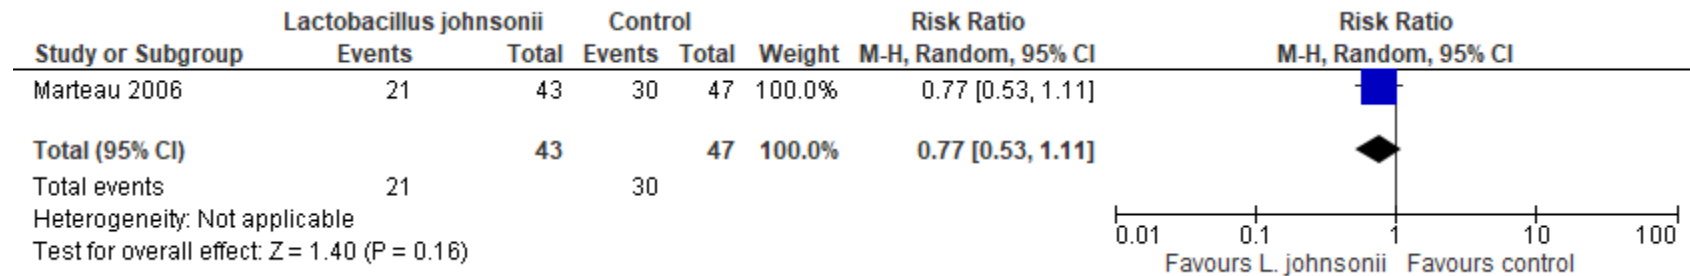 Lactobacillus johnsonii Control Risk Ratio Risk Ratio
Study or Subgroup Events Total Events Total Weight M-H, Random, 95% CI M-H, Random, 95% CI
Marteau 2006 21 43 30 47 100.0% 0.77 [0.53, 1.11]
Total (95% CI) 43 47 100.0% 0.77 [0.53, 1.11]
Total events 21 30
Heterogeneity: Not applicable
Test for overall effect: Z = 1.40 (P = 0.16)
0.01 0.1 1 10 100
Favours L. johnsonii Favours control